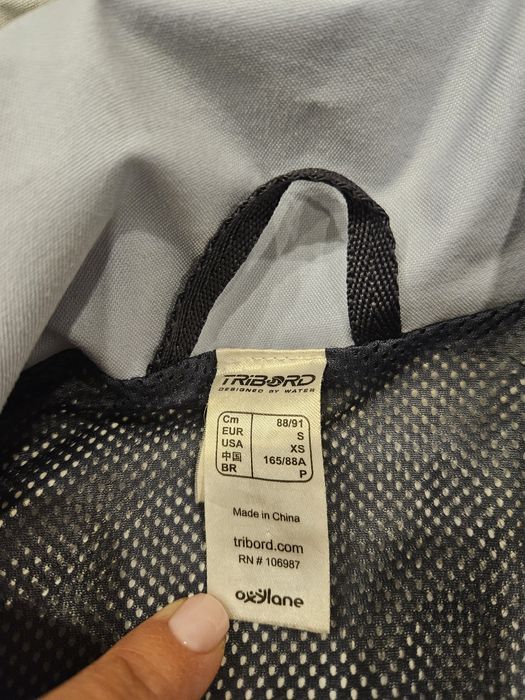 TRIBORD
DESIGNED BY WATER
Cm 88/91
EUR S
USA XS
中国 165/88A
BR P
Made in China
tribord.com
RN # 106987
oxylane